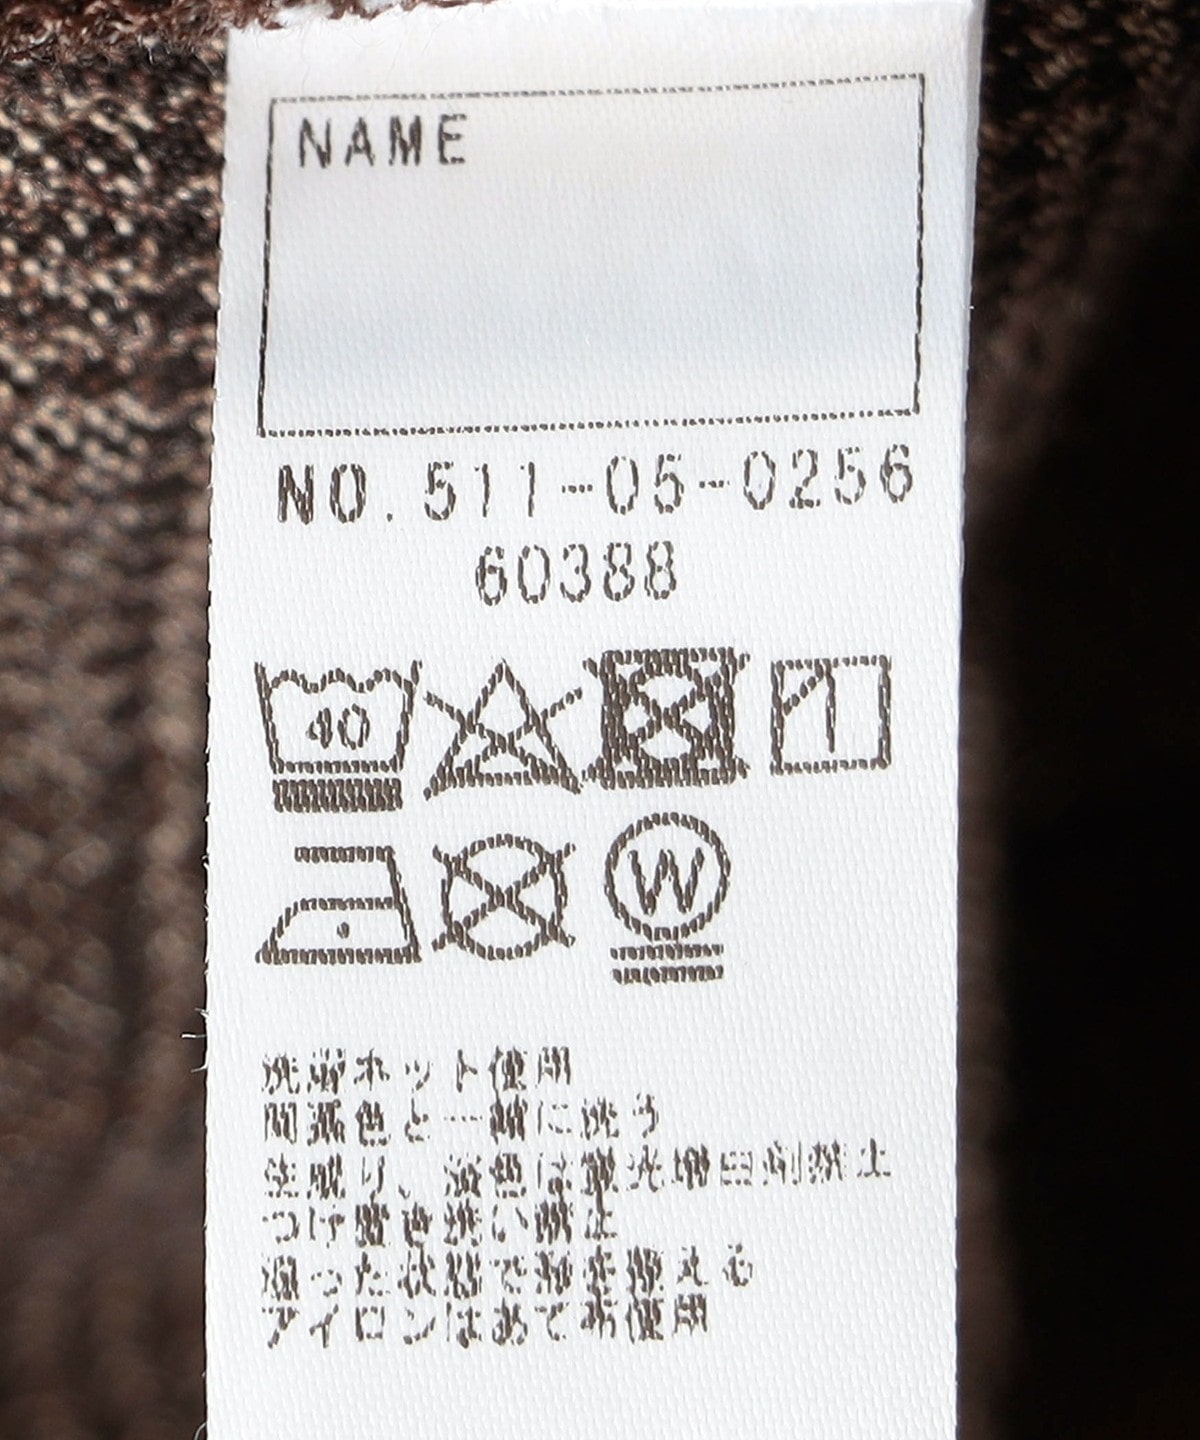 NAME
NO.511-05-0256
60388
40
W
洗濯ネット使用
同系色と一緒に洗う
生成り、淡色は蛍光増白剤禁止
つけ置き洗い禁止
湿った状態で形を整える
アイロンはあて布使用